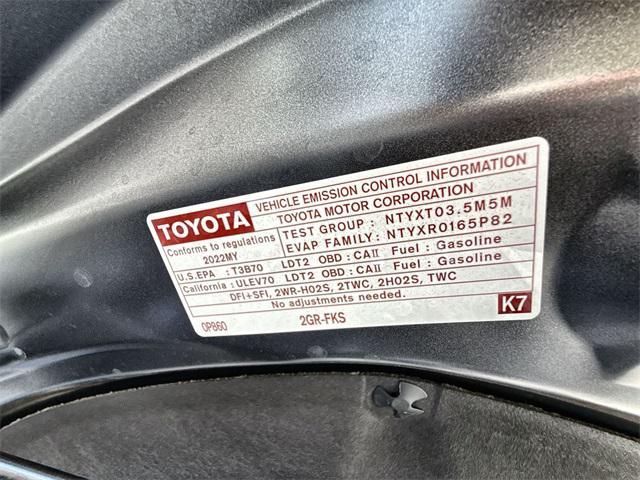 TOYOTA
VEHICLE EMISSION CONTROL INFORMATION
TOYOTA MOTOR CORPORATION
Conforms to regulations
2022MY
TEST GROUP : NTYXT03.5M5M
EVAP FAMILY: NTYXR0165P82
U.S.EPA : T3B70 LDT2 OBD : CAII Fuel : Gasoline
California : ULEV70 LDT2 OBD : CAII Fuel : Gasoline
DFI+SFI, 2WR-HO2S, 2TWC, 2HO2S, TWC
No adjustments needed.
0P860 2GR-FKS K7